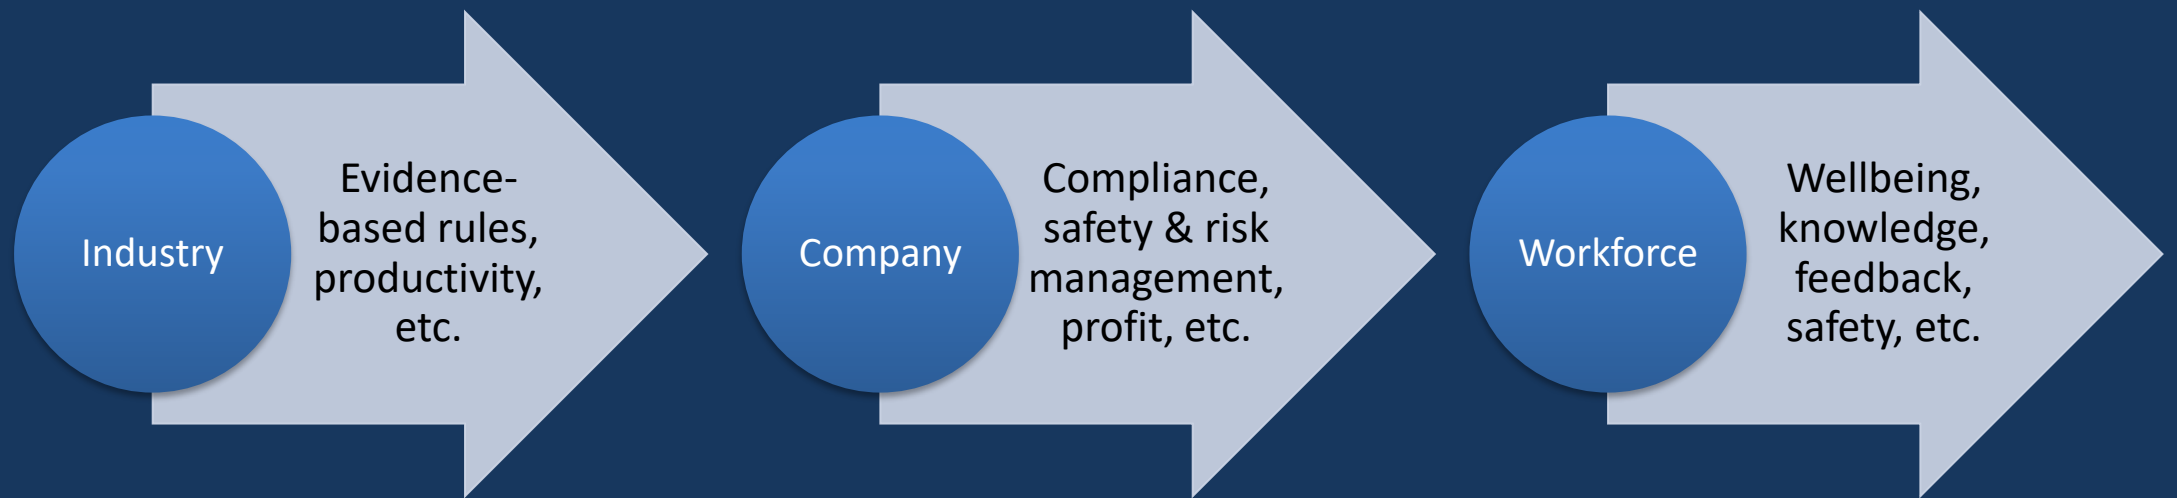 Industry
Evidence-
based rules,
productivity,
etc.
Company
Compliance,
safety & risk
management,
profit, etc.
Workforce
Wellbeing,
knowledge,
feedback,
safety, etc.